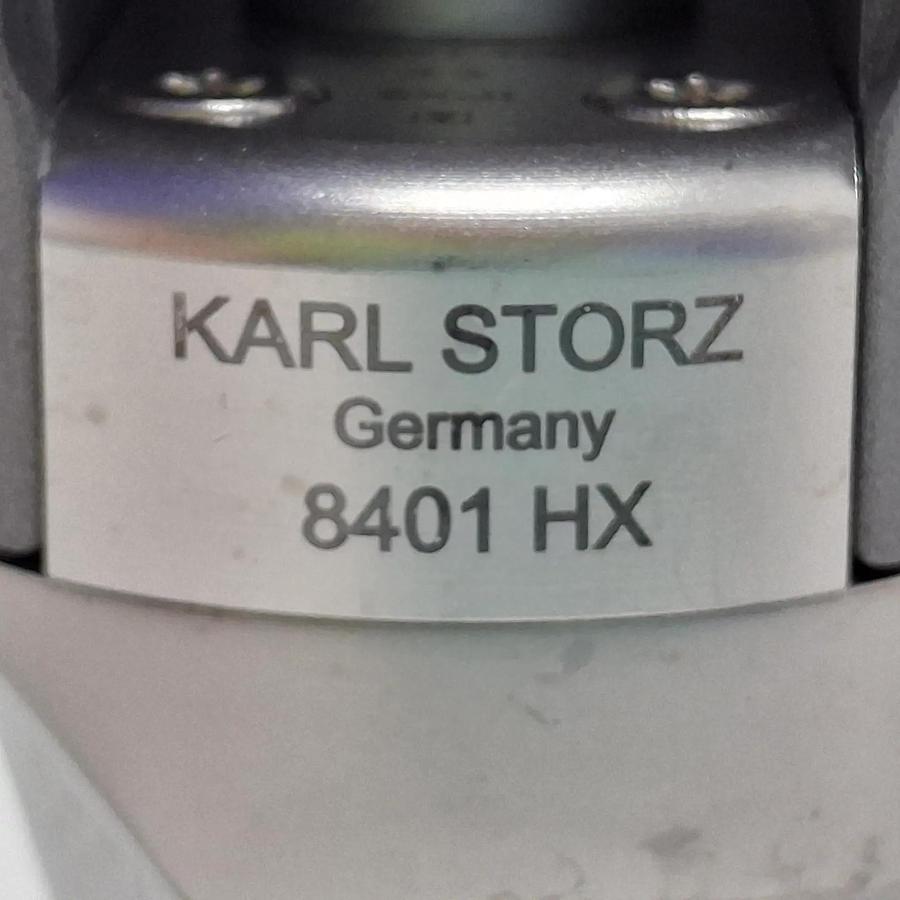 KARL STORZ
Germany
8401 HX